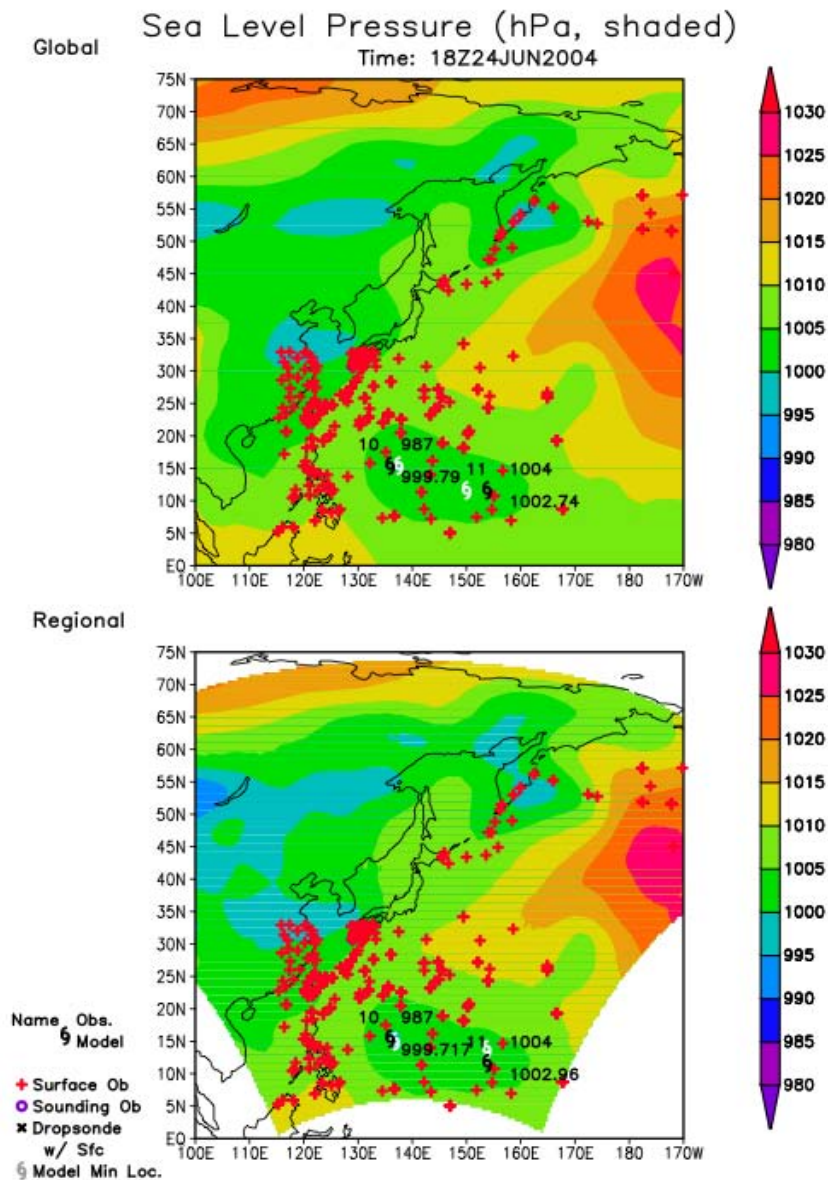 Sea Level Pressure (hPa, shaded)
Global
Time: 18Z24JUN2004
75N
70N
65N
60N
55N
50N
45N
40N
35N
30N
25N
20N
15N
10N
5N
EQ
10 987
999.79 11 1004
1002.74
100E 110E 120E 130E 140E 150E 160E 170E 180 170W
1030
1025
1020
1015
1010
1005
1000
995
990
985
980
Regional
75N
70N
65N
60N
55N
50N
45N
40N
35N
30N
25N
20N
15N
10N
5N
EQ
10 987
999.717 11 1004
1002.96
100E 110E 120E 130E 140E 150E 160E 170E 180 170W
1030
1025
1020
1015
1010
1005
1000
995
990
985
980
Name Obs.
Model
Surface Ob
Sounding Ob
Dropsonde
w/ Sfc
Model Min Loc.